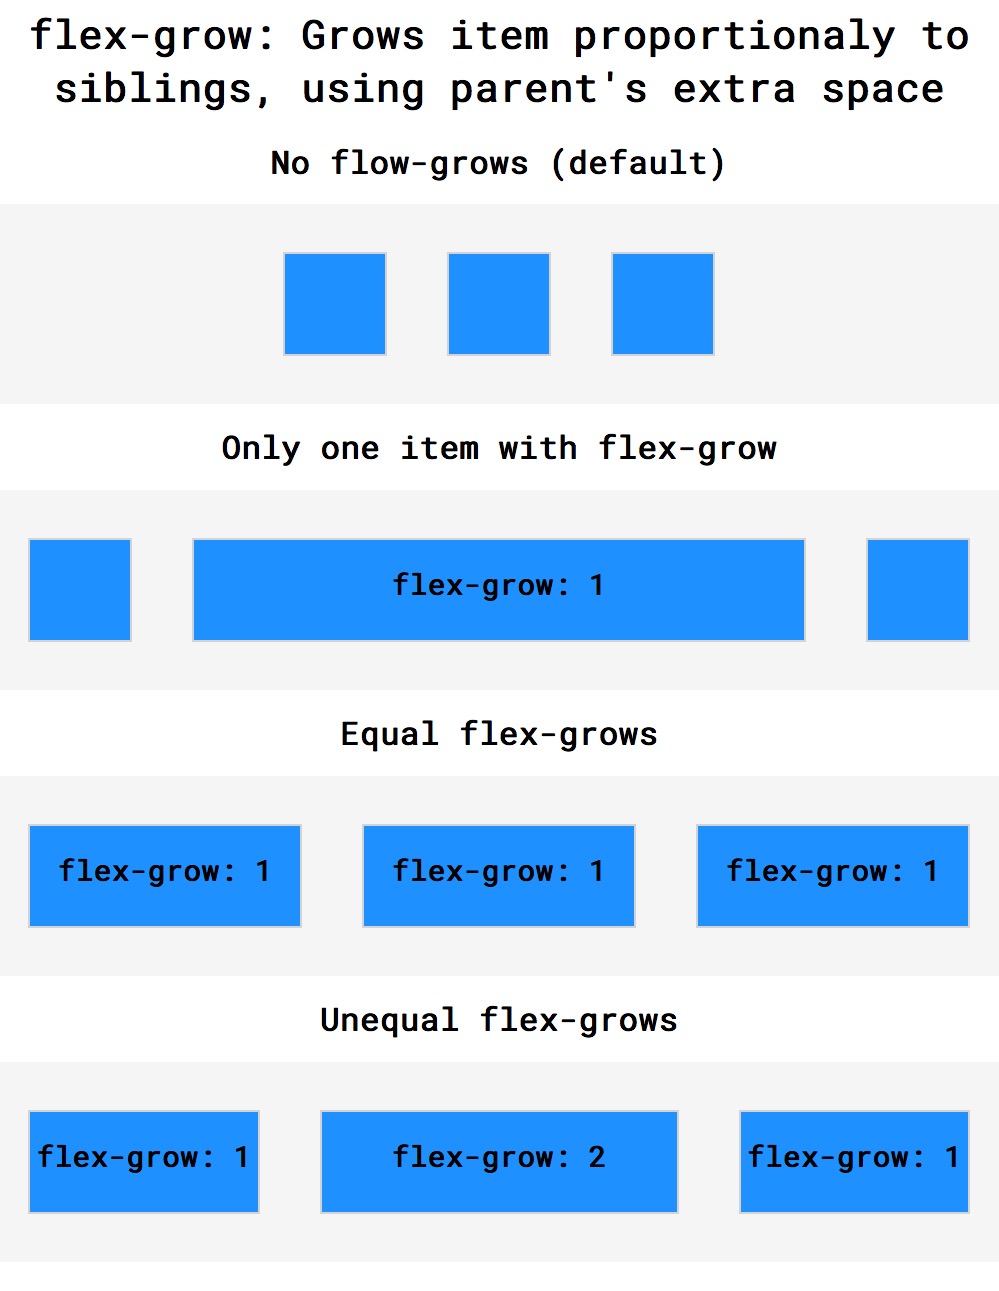 flex-grow: Grows item proportionaly to
siblings, using parent's extra space
No flow-grows (default)
Only one item with flex-grow
flex-grow: 1
Equal flex-grows
flex-grow: 1 flex-grow: 1 flex-grow: 1
Unequal flex-grows
flex-grow: 1 flex-grow: 2 flex-grow: 1